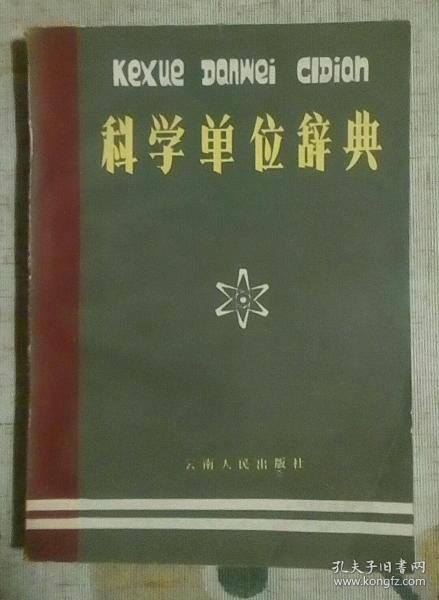 Kexue Danwei CiDian
科学单位辞典
云南人民出版社
孔夫子旧书网
www.kongfz.com